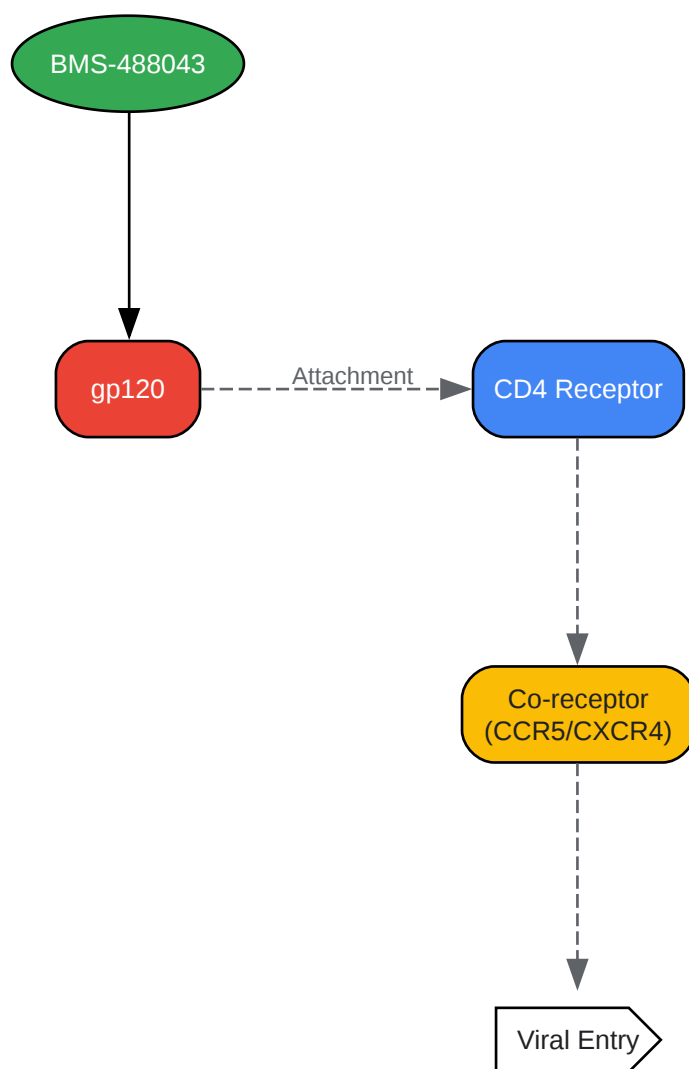 BMS-488043
gp120
Attachment
CD4 Receptor
Co-receptor
(CCR5/CXCR4)
Viral Entry